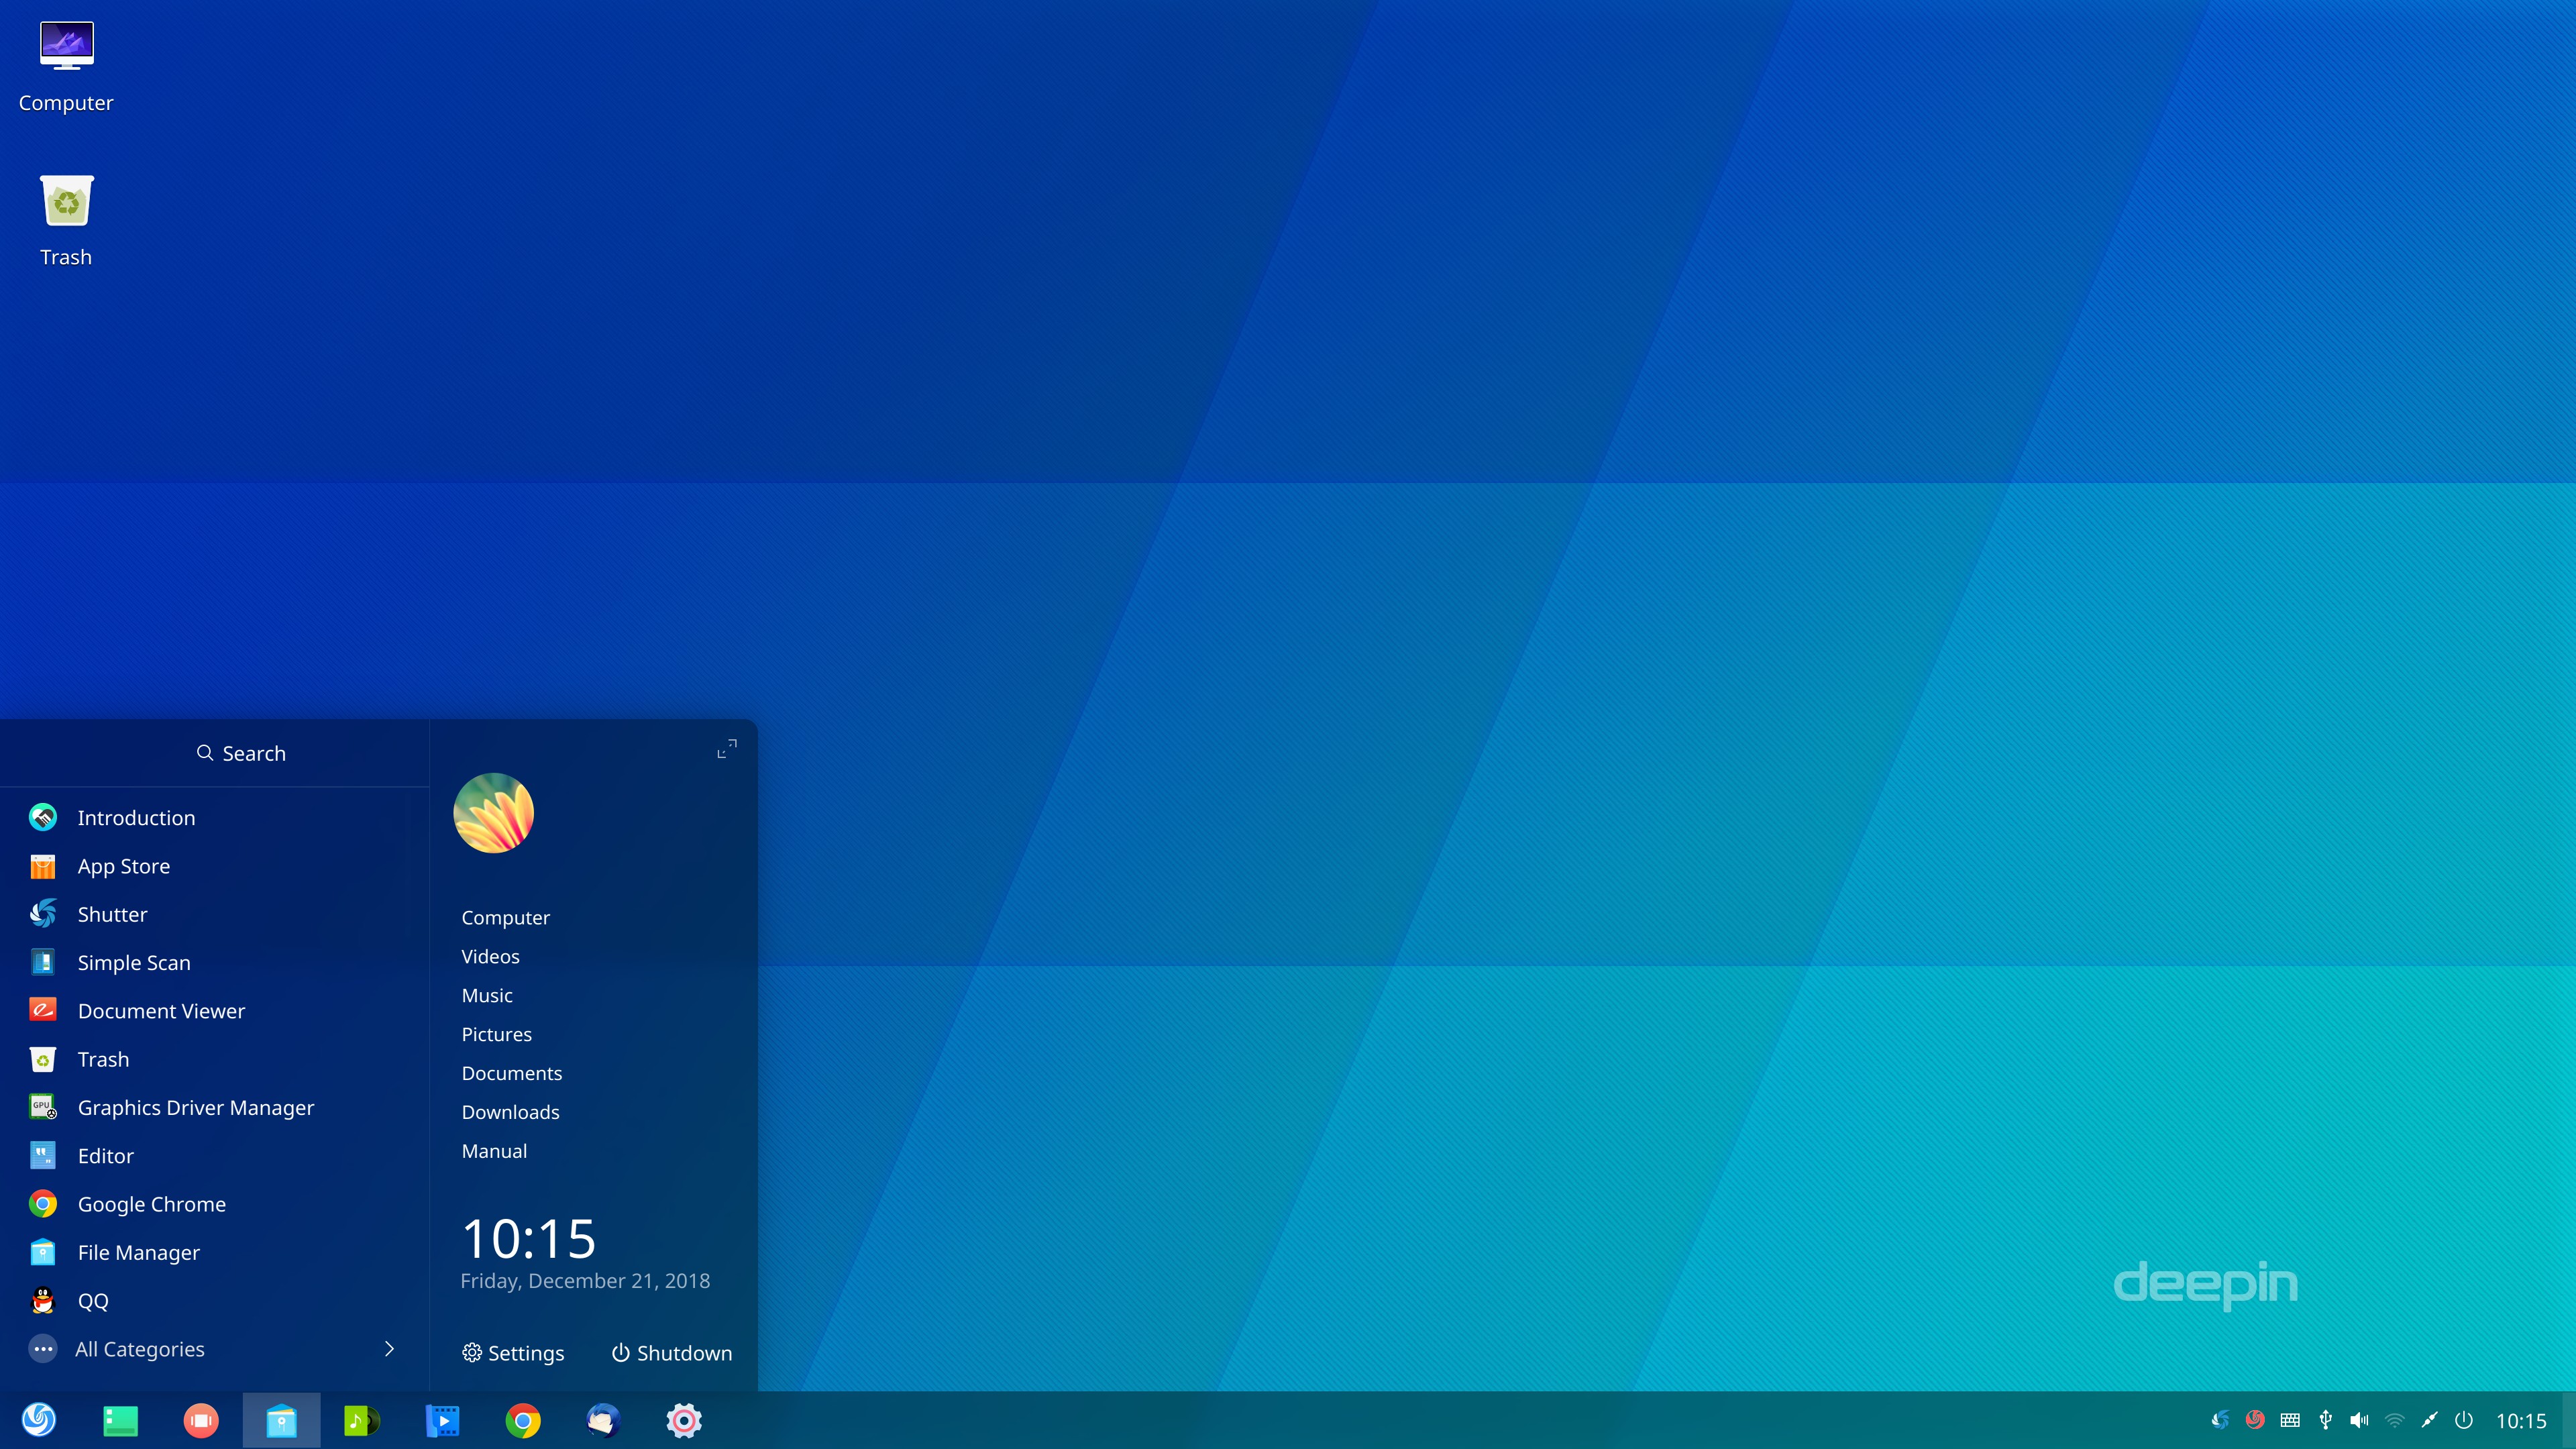 Computer
Trash
Search
Introduction
App Store
Shutter
Simple Scan
Document Viewer
Trash
GPU
Graphics Driver Manager
Editor
Google Chrome
File Manager
QQ
All Categories
Computer
Videos
Music
Pictures
Documents
Downloads
Manual
10:15
Friday, December 21, 2018
Settings
Shutdown
deepin
10:15